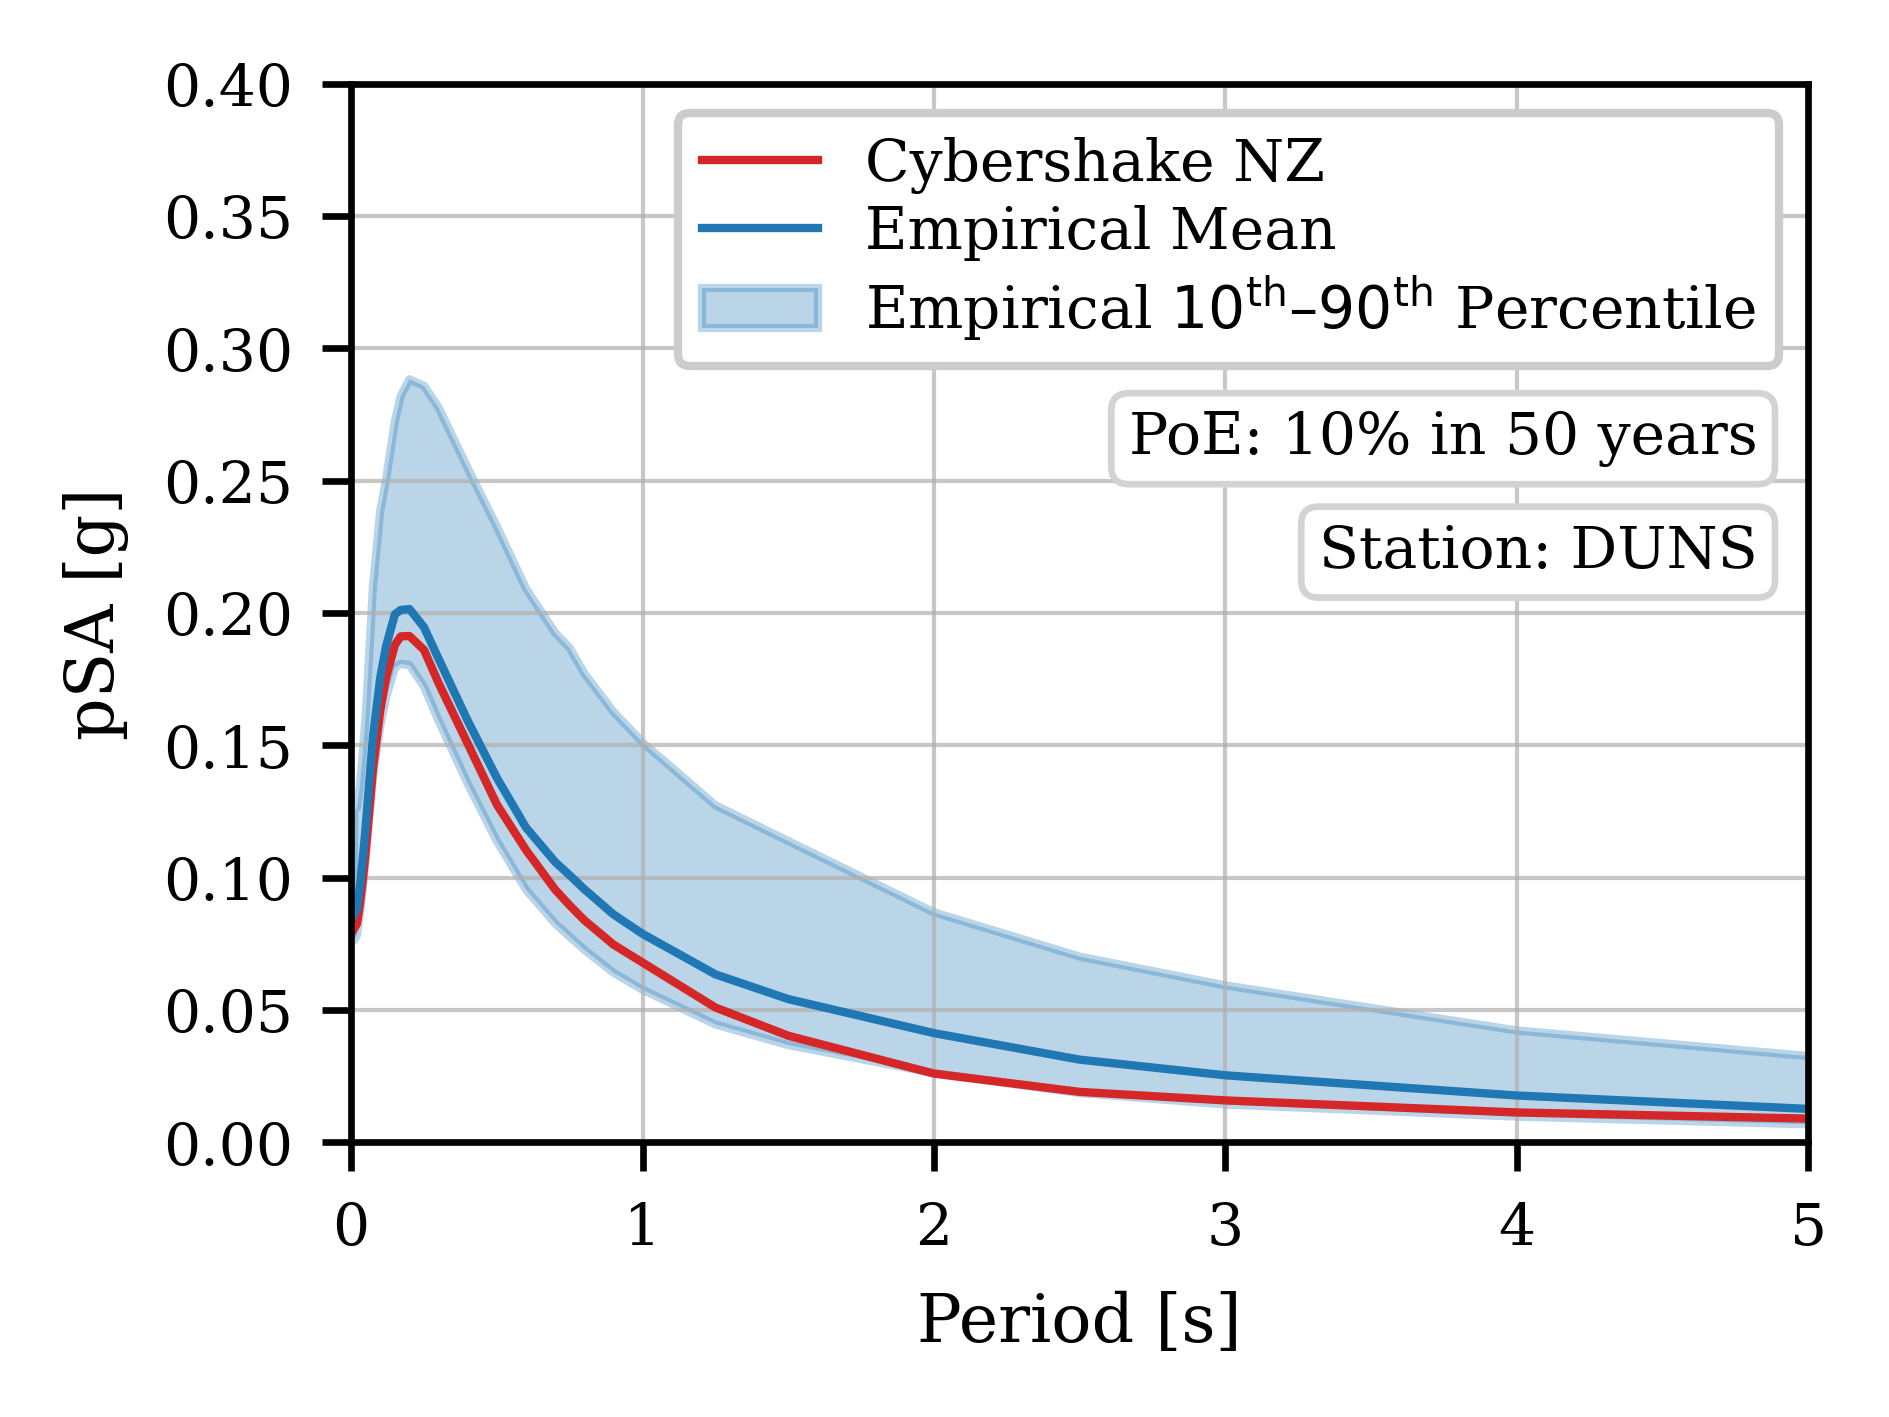 0.40
0.35
0.30
0.25
0.20
0.15
0.10
0.05
0.00
pSA [g]
Cybershake NZ
Empirical Mean
Empirical 10th–90th Percentile
PoE: 10% in 50 years
Station: DUNS
0 1 2 3 4 5
Period [s]